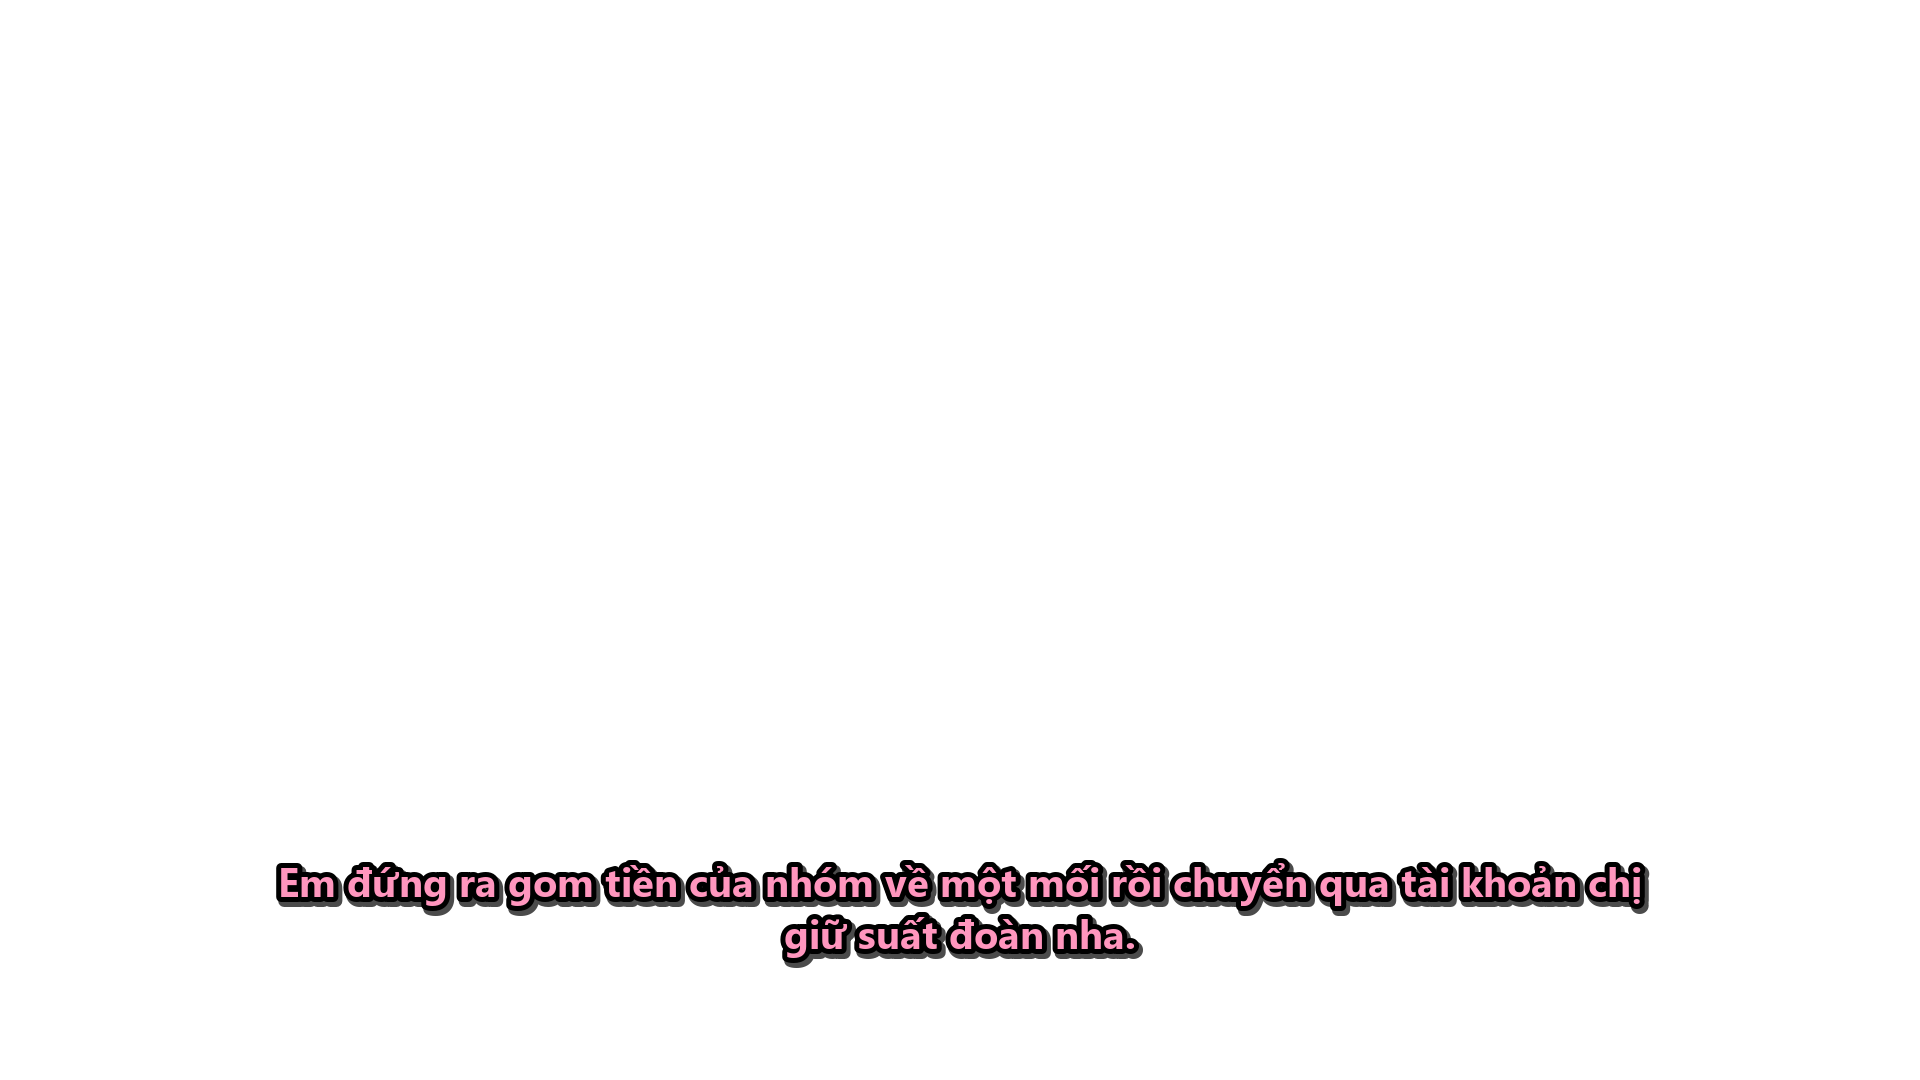 Em đứng ra gom tiền của nhóm về một mối rồi chuyển qua tài khoản chị
giữ suất đoàn nha.